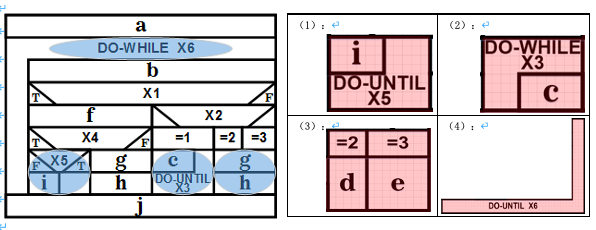 a
DO-WHILE X6
b
X1
T
F
f
X2
T
X4
F
=1
=2
=3
F
X5
T
g
c
g
i
h
DO-UNTIL
X3
h
j
(1):
i
DO-UNTIL
X5
(2):
DO-WHILE
X3
c
(3):
=2
=3
d
e
(4):
DO-UNTIL X6